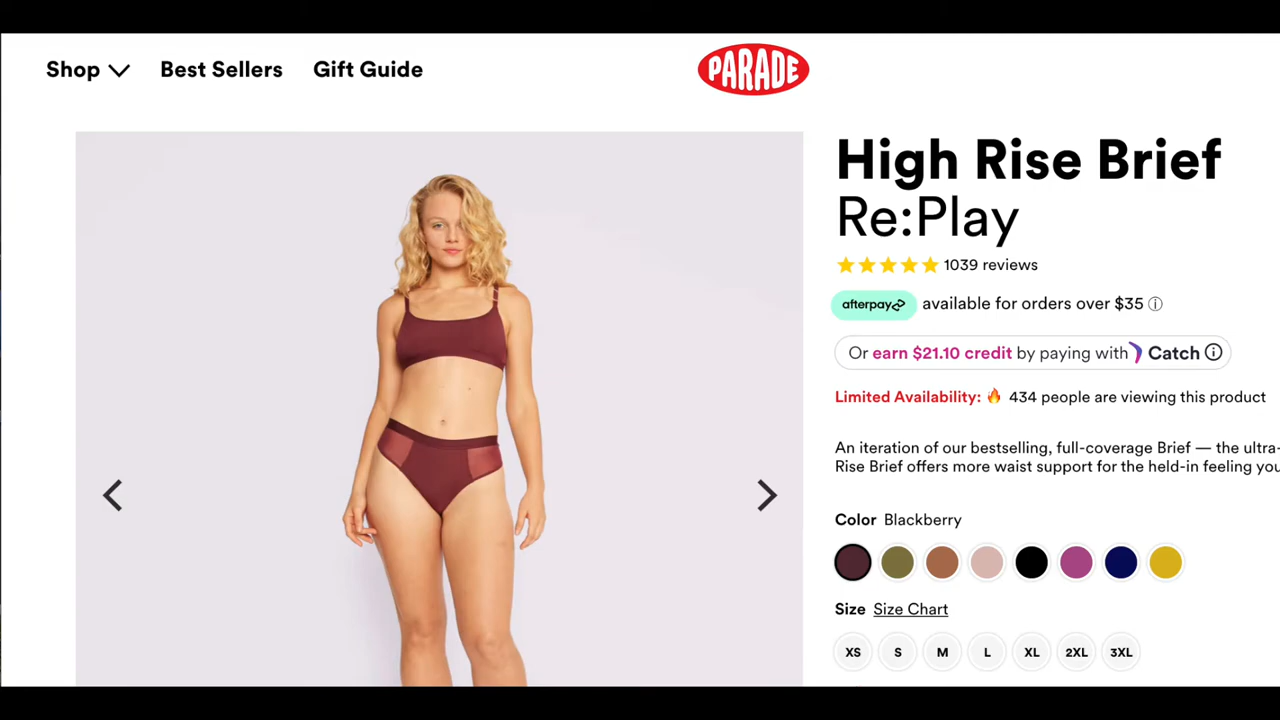 Shop Best Sellers Gift Guide
PARADE
High Rise Brief
Re:Play
1039 reviews
afterpay available for orders over $35
Or earn $21.10 credit by paying with Catch
Limited Availability: 🔥 434 people are viewing this product
An iteration of our bestselling, full-coverage Brief — the ultra-
Rise Brief offers more waist support for the held-in feeling you
Color Blackberry
Size Size Chart
XS S M L XL 2XL 3XL